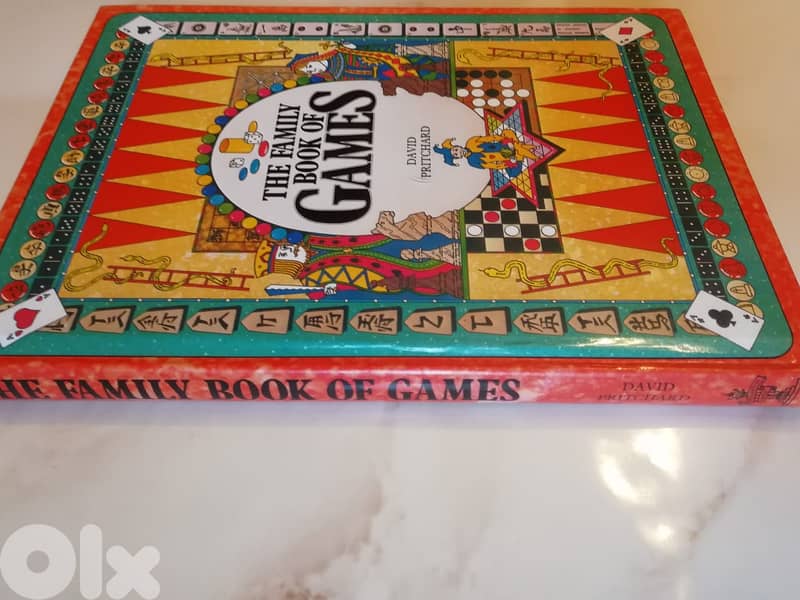 THE FAMILY
BOOK OF
GAMES
DAVID
PRITCHARD
THE FAMILY BOOK OF GAMES
DAVID
PRITCHARD
OLX